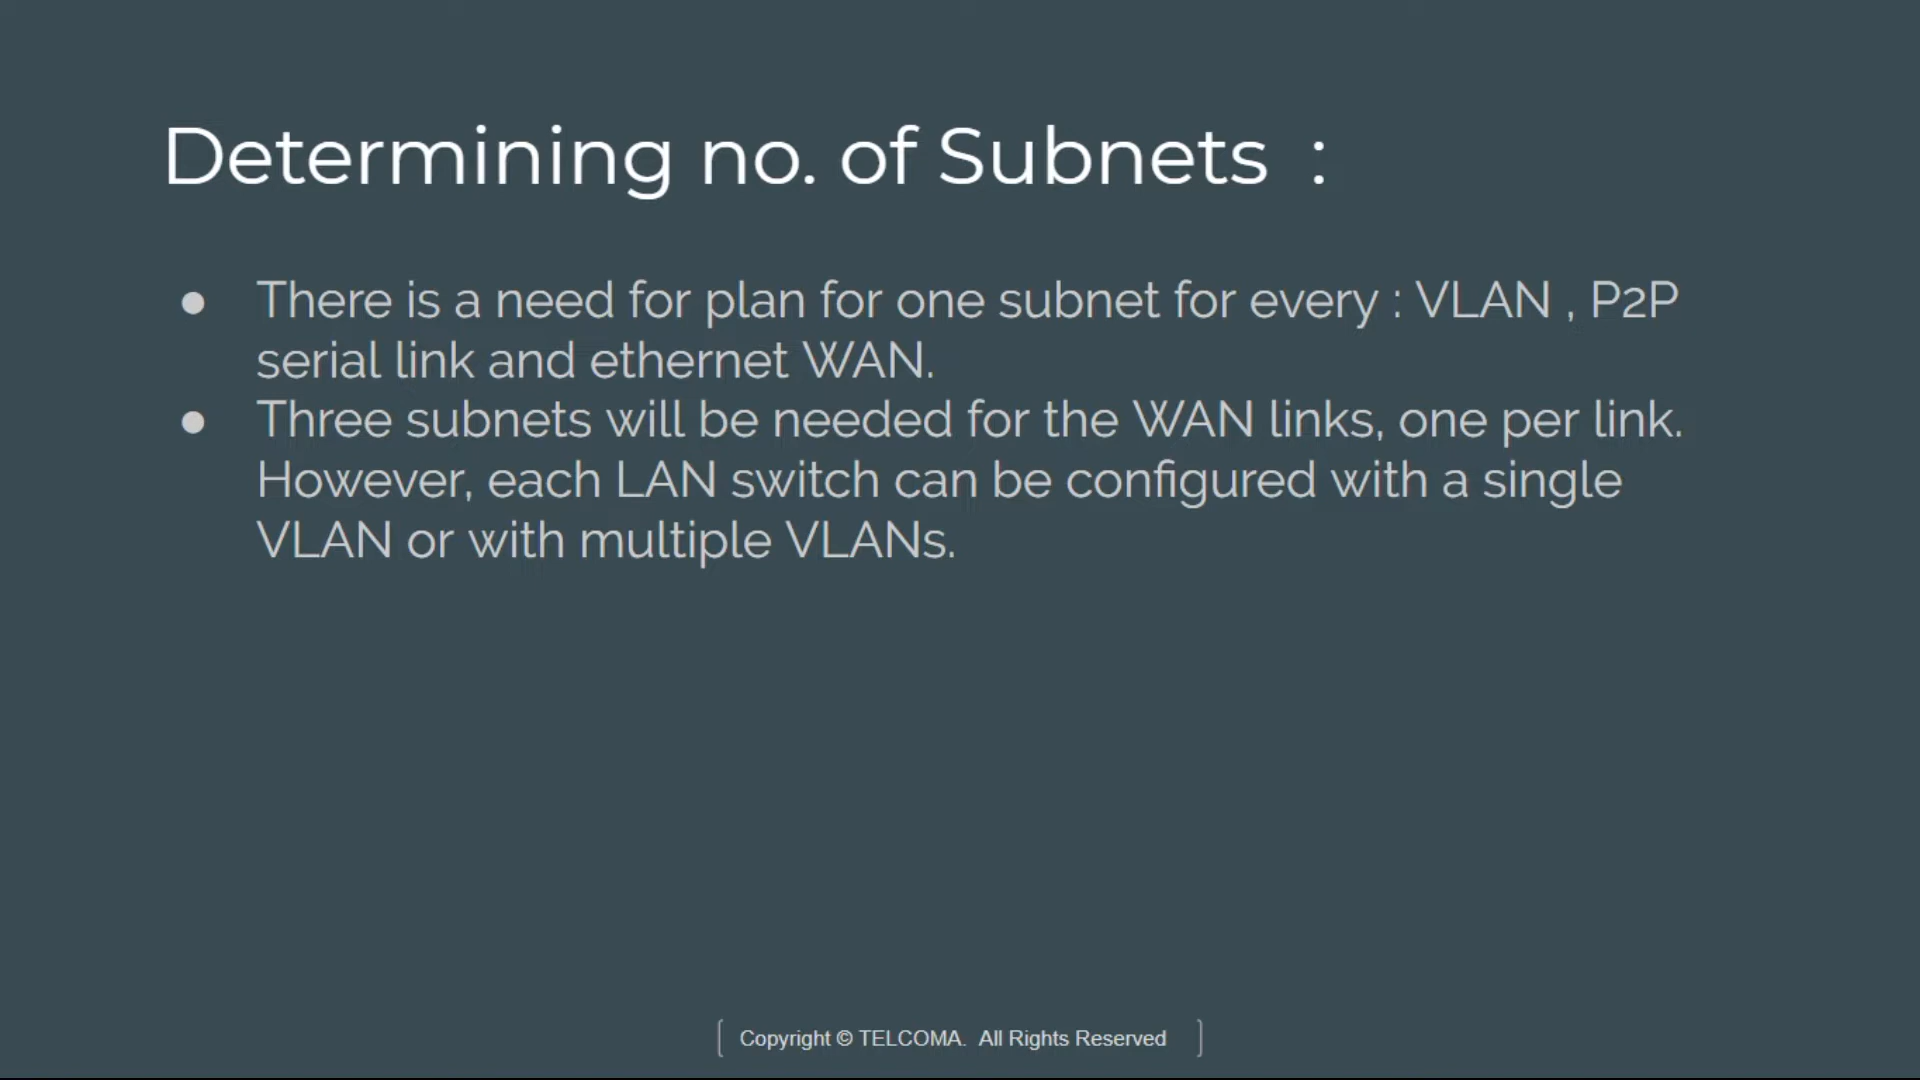 Determining no. of Subnets :
● There is a need for plan for one subnet for every : VLAN , P2P
serial link and ethernet WAN.
● Three subnets will be needed for the WAN links, one per link.
However, each LAN switch can be configured with a single
VLAN or with multiple VLANs.
Copyright © TELCOMA. All Rights Reserved